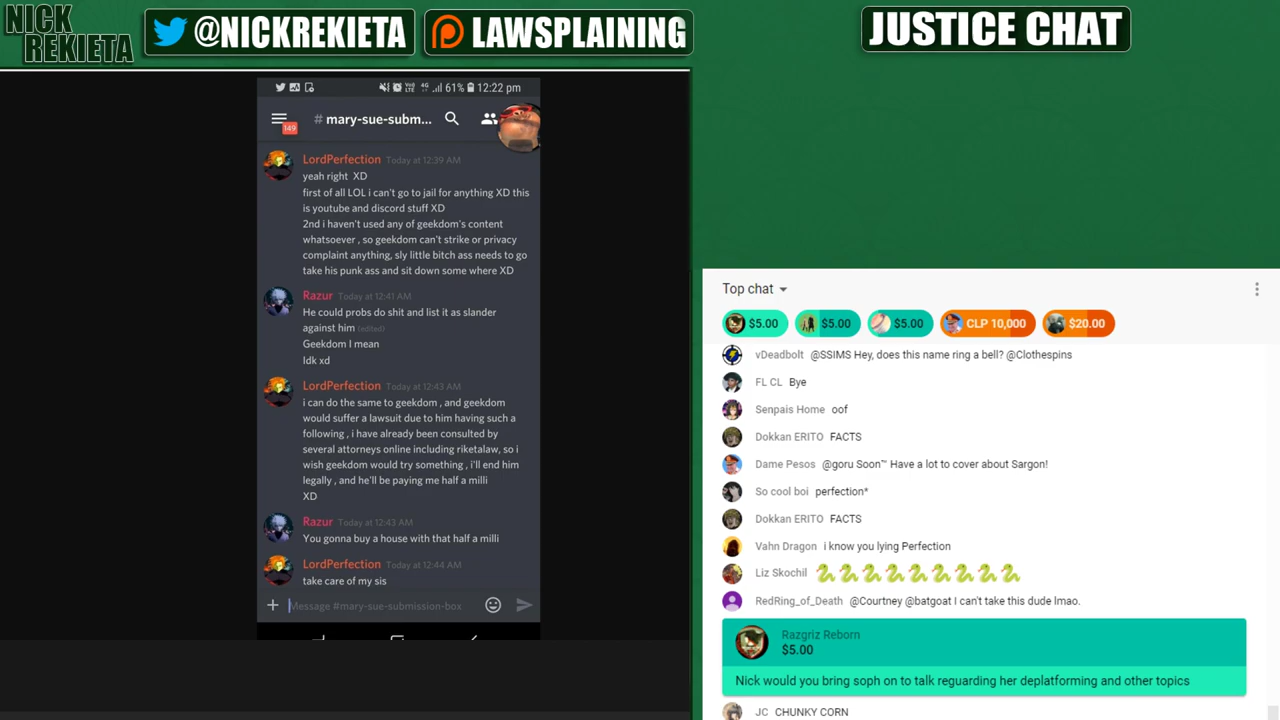 NICK
REKIETA
@NICKREKIETA
LAWSPLAINING
JUSTICE CHAT
61% 12:22 pm
149
# mary-sue-subm...
LordPerfection Today at 12:39 AM
yeah right XD
first of all LOL i can't go to jail for anything XD this
is youtube and discord stuff XD
2nd i haven't used any of geekdom's content
whatsoever , so geekdom can't strike or privacy
complaint anything, sly little bitch ass needs to go
take his punk ass and sit down some where XD
Razur Today at 12:41 AM
He could probs do shit and list it as slander
against him (edited)
Geekdom I mean
Idk xd
LordPerfection Today at 12:43 AM
i can do the same to geekdom , and geekdom
would suffer a lawsuit due to him having such a
following , i have already been consulted by
several attorneys online including riketalaw, so i
wish geekdom would try something , i'll end him
legally , and he'll be paying me half a milli
XD
Razur Today at 12:43 AM
You gonna buy a house with that half a milli
LordPerfection Today at 12:44 AM
take care of my sis
Message #mary-sue-submission-box
Top chat
$5.00 $5.00 $5.00 CLP 10,000 $20.00
vDeadbolt @SSIMS Hey, does this name ring a bell? @Clothespins
FL CL Bye
Senpais Home oof
Dokkan ERITO FACTS
Dame Pesos @goru Soon™ Have a lot to cover about Sargon!
So cool boi perfection*
Dokkan ERITO FACTS
Vahn Dragon i know you lying Perfection
Liz Skochil 🐍🐍🐍🐍🐍🐍🐍🐍🐍
RedRing_of_Death @Courtney @batgoat I can't take this dude lmao.
Razgriz Reborn
$5.00
Nick would you bring soph on to talk reguarding her deplatforming and other topics
JC CHUNKY CORN